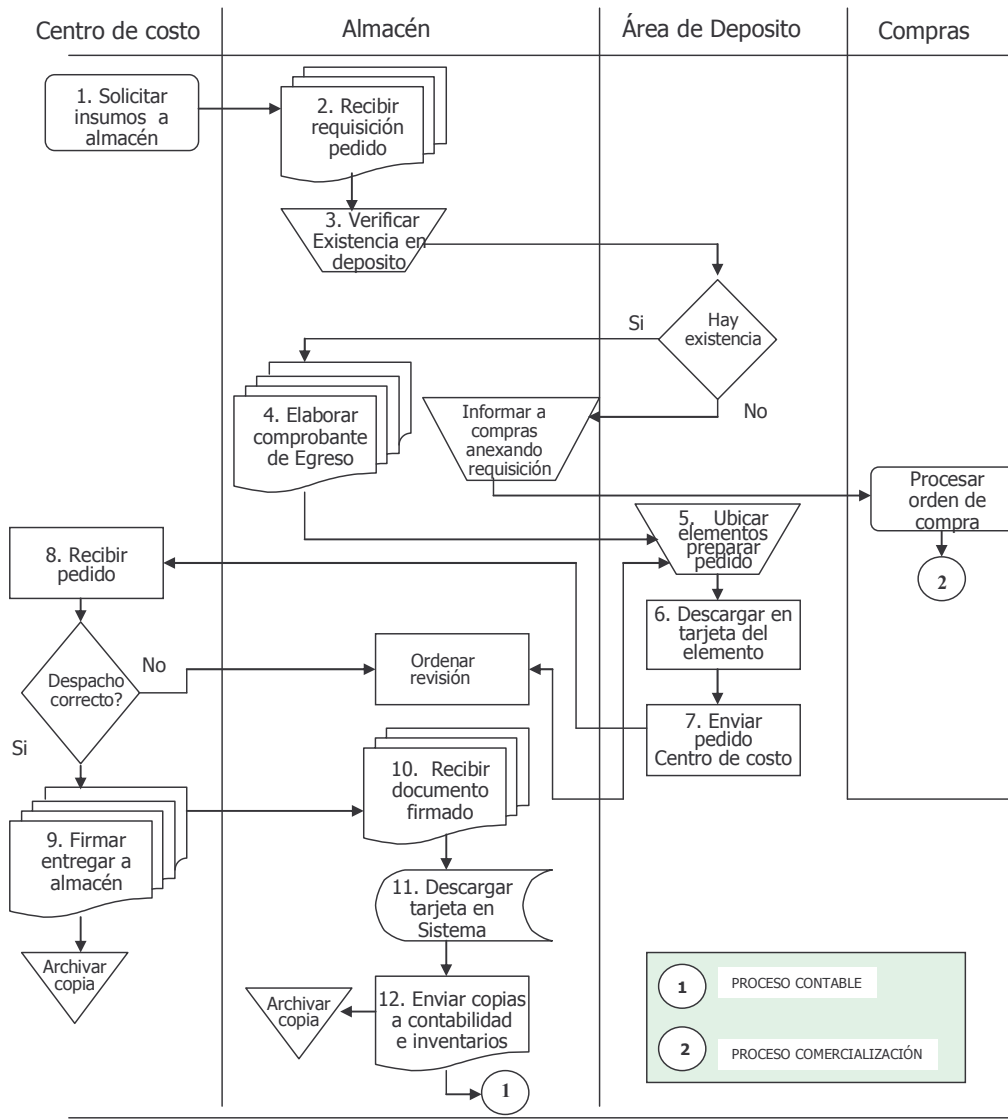 Centro de costo
Almacén
Área de Deposito
Compras
1. Solicitar
insumos a
almacén
2. Recibir
requisición
pedido
3. Verificar
Existencia en
deposito
Hay
existencia
Si
No
4. Elaborar
comprobante
de Egreso
Informar a
compras
anexando
requisición
Procesar
orden de
compra
2
5. Ubicar
elementos
preparar
pedido
6. Descargar en
tarjeta del
elemento
7. Enviar
pedido
Centro de costo
8. Recibir
pedido
Despacho
correcto?
No
Si
Ordenar
revisión
9. Firmar
entregar a
almacén
Archivar
copia
10. Recibir
documento
firmado
11. Descargar
tarjeta en
Sistema
12. Enviar copias
a contabilidad
e inventarios
Archivar
copia
1
1 PROCESO CONTABLE
2 PROCESO COMERCIALIZACIÓN